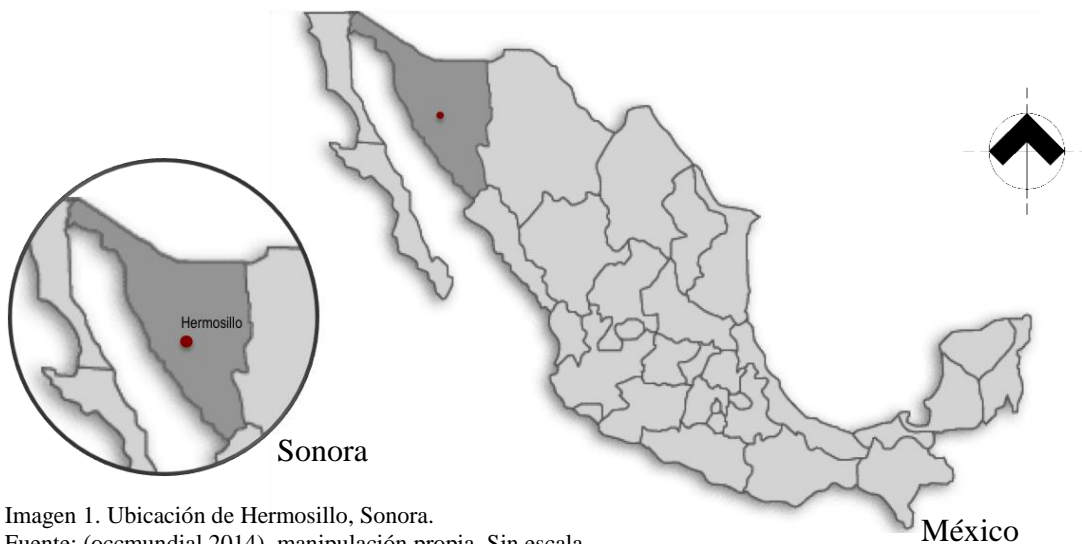 Hermosillo
Sonora
Imagen 1. Ubicación de Hermosillo, Sonora.
Fuente: (occmundial 2014), manipulación propia. Sin escala.
México